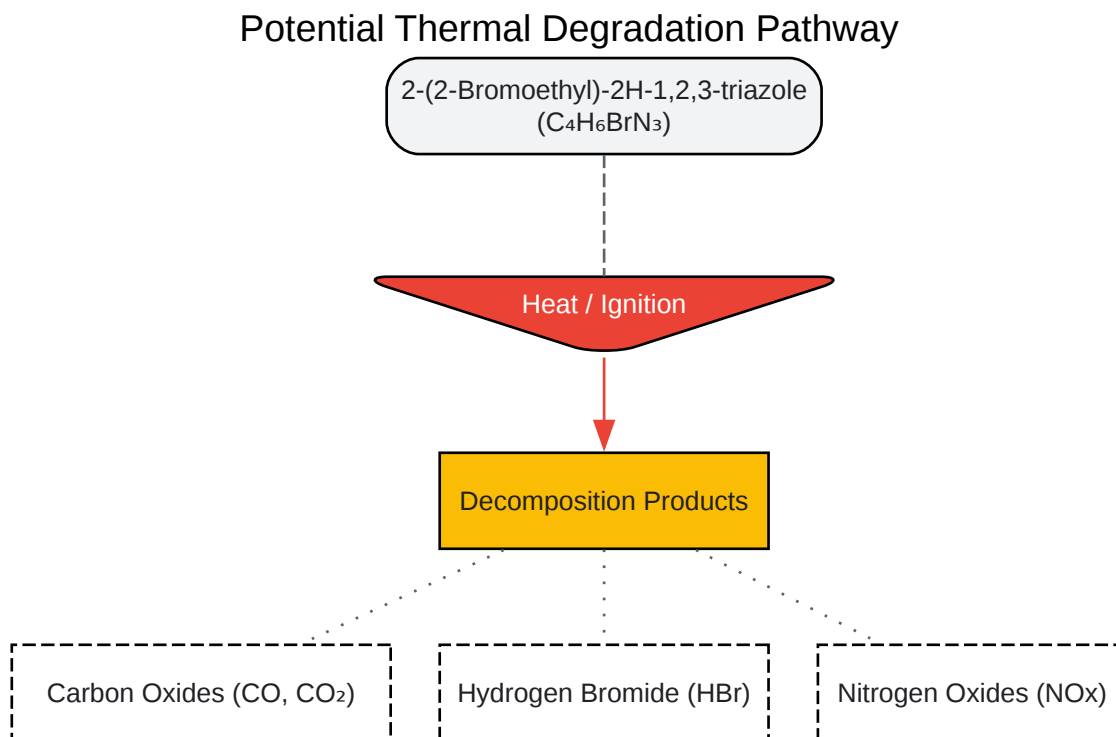 Potential Thermal Degradation Pathway
2-(2-Bromoethyl)-2H-1,2,3-triazole
(C₄H₆BrN₃)
Heat / Ignition
Decomposition Products
Carbon Oxides (CO, CO₂)
Hydrogen Bromide (HBr)
Nitrogen Oxides (NOx)